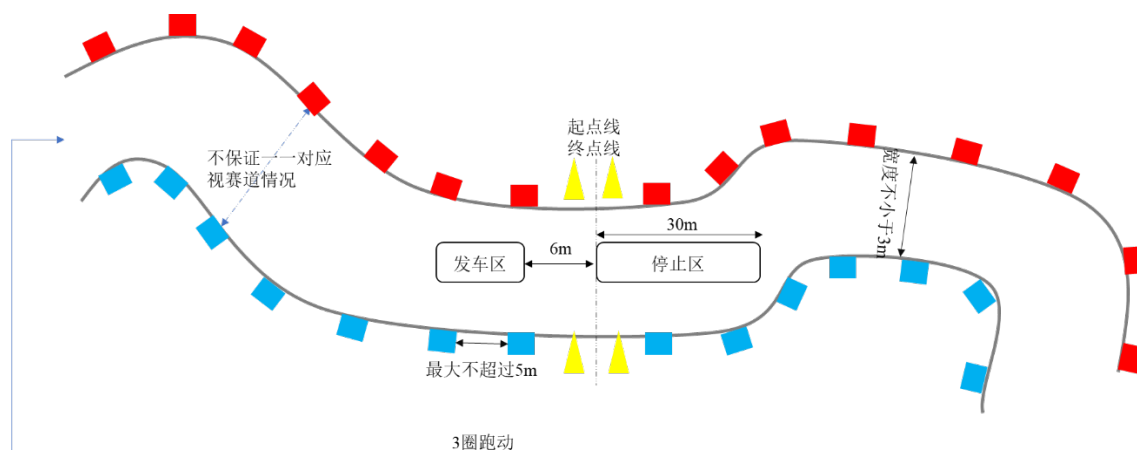 起点线
终点线
不保证一一对应
视赛道情况
宽度不小于3m
30m
6m
发车区
停止区
最大不超过5m
3圈跑动